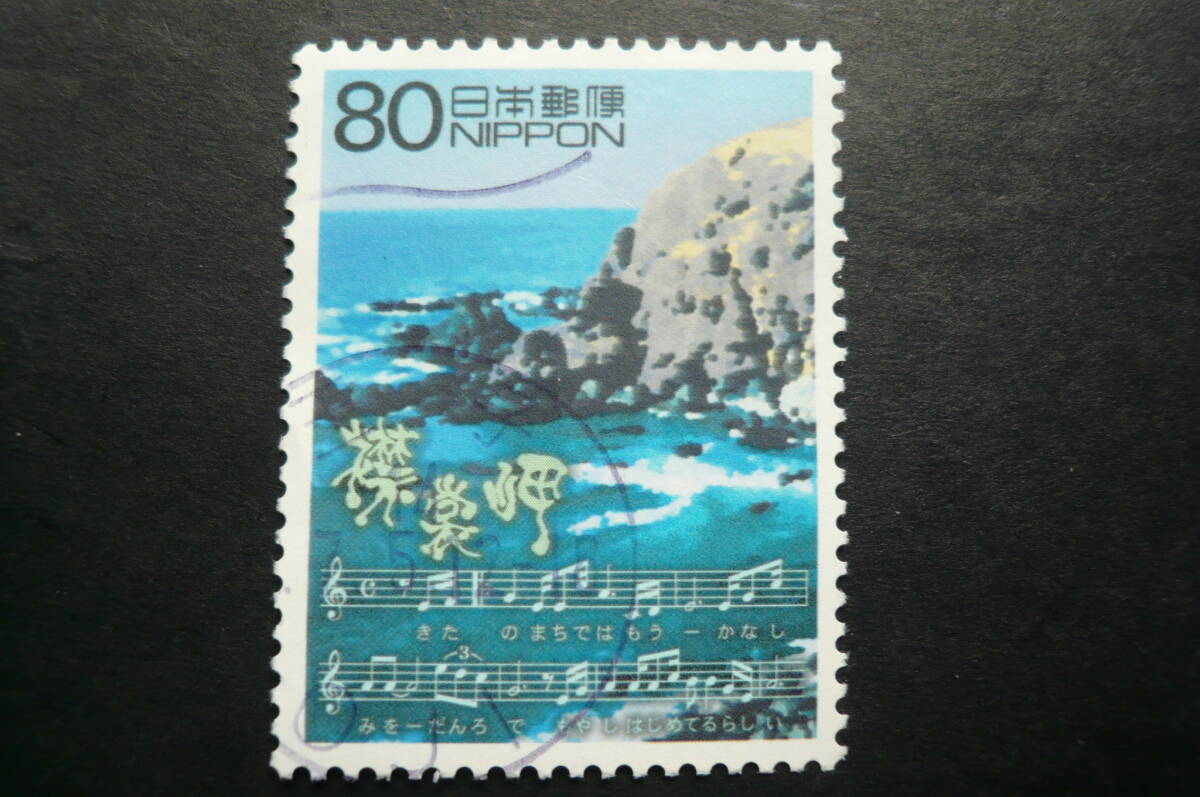 80 日本郵便
NIPPON
襟裳岬
きた のまちではもうーかなし
3
みをーだんろ で もやしはじめてるらしい